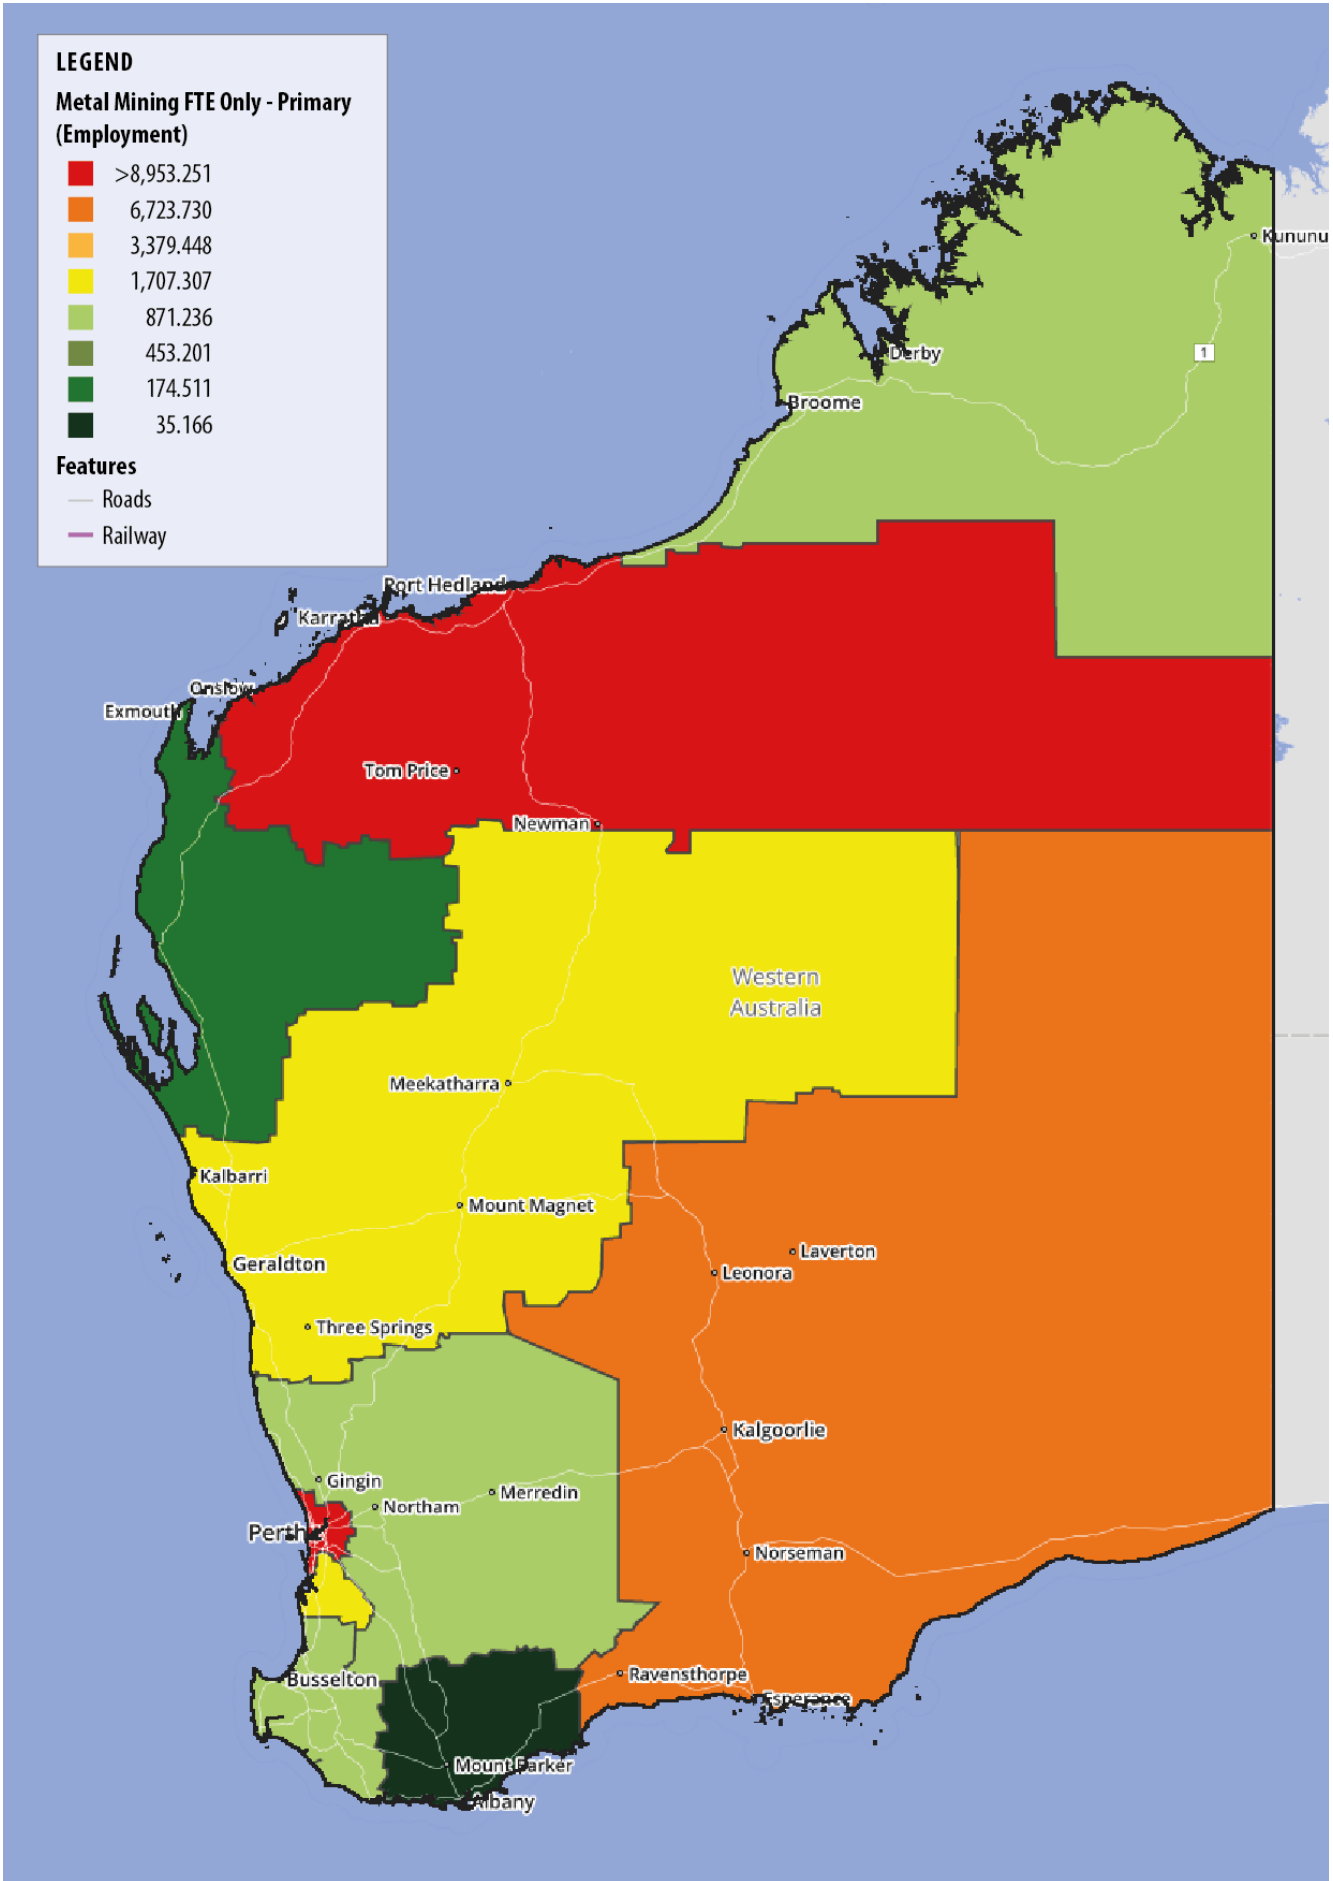 LEGEND
Metal Mining FTE Only - Primary
(Employment)
>8,953.251
6,723.730
3,379.448
1,707.307
871.236
453.201
174.511
35.166
Features
Roads
Railway
Kununu
1
Derby
Broome
Port Hedland
Karratha
Onslow
Exmouth
Tom Price
Newman
Western
Australia
Meekatharra
Kalbarri
Mount Magnet
Laverton
Geraldton
Leonora
Three Springs
Kalgoorlie
Gingin
Merredin
Northam
Perth
Norseman
Ravensthorpe
Busselton
Esperance
Mount Barker
Albany